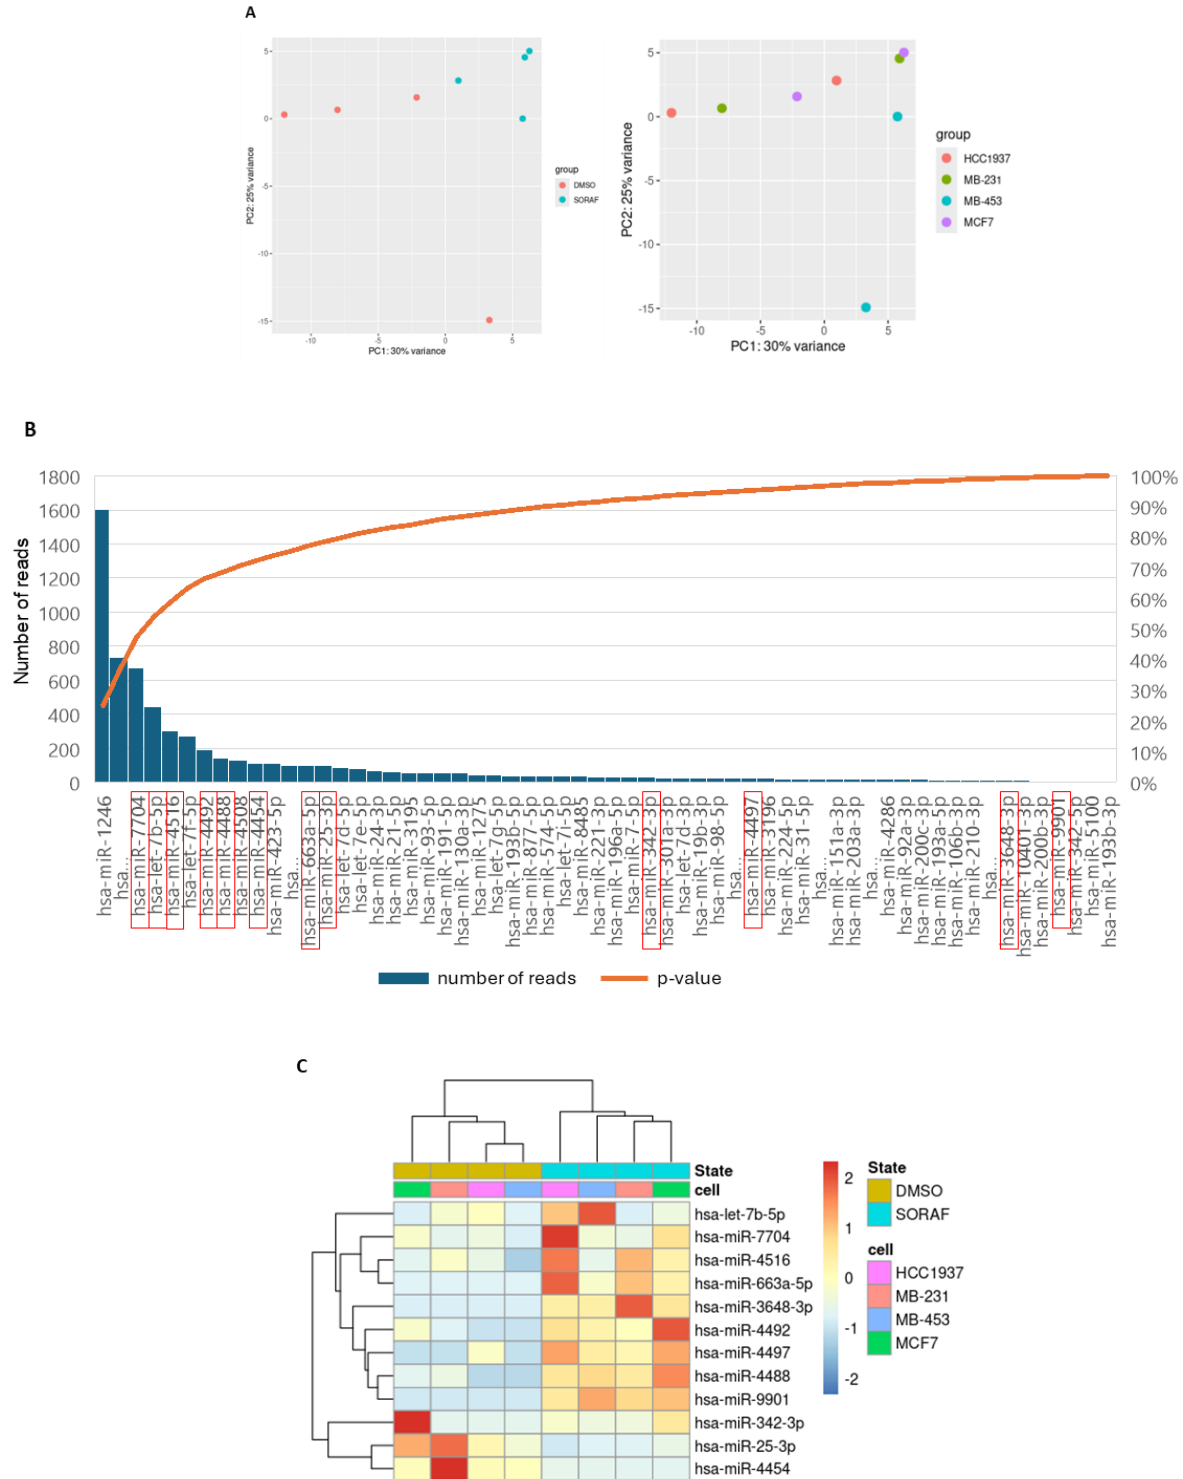 A
5
0
-5
-10
-15
-10
-5
0
5
PC2: 25% variance
PC1: 30% variance
group
DMSO
SORAF
5
0
-5
-10
-15
-10
-5
0
5
PC2: 25% variance
PC1: 30% variance
group
HCC1937
MB-231
MB-453
MCF7
B
Number of reads
1800
1600
1400
1200
1000
800
600
400
200
0
100%
90%
80%
70%
60%
50%
40%
30%
20%
10%
0%
hsa-miR-1246
hsa...
hsa-miR-7704
hsa-let-7b-5p
hsa-miR-4516
hsa-let-7f-5p
hsa-miR-4492
hsa-miR-4488
hsa-miR-4508
hsa-miR-4454
hsa-miR-423-5p
hsa...
hsa-miR-663a-5p
hsa-miR-25-3p
hsa-let-7d-5p
hsa-let-7e-5p
hsa-miR-24-3p
hsa-miR-21-5p
hsa-miR-3195
hsa-miR-93-5p
hsa-miR-191-5p
hsa-miR-130a-3p
hsa-miR-1275
hsa-let-7g-5p
hsa-miR-193b-5p
hsa-miR-877-5p
hsa-miR-574-5p
hsa-let-7i-5p
hsa-miR-8485
hsa-miR-221-3p
hsa-miR-196a-5p
hsa-miR-7-5p
hsa-miR-342-3p
hsa-miR-301a-3p
hsa-let-7d-3p
hsa-miR-19b-3p
hsa-miR-98-5p
hsa...
hsa-miR-4497
hsa-miR-3196
hsa-miR-224-5p
hsa-miR-31-5p
hsa...
hsa-miR-151a-3p
hsa-miR-203a-3p
hsa...
hsa-miR-4286
hsa-miR-92a-3p
hsa-miR-200c-3p
hsa-miR-193a-5p
hsa-miR-106b-3p
hsa-miR-210-3p
hsa...
hsa-miR-3648-3p
hsa-miR-10401-3p
hsa-miR-200b-3p
hsa-miR-9901
hsa-miR-342-5p
hsa-miR-5100
hsa-miR-193b-3p
number of reads
p-value
C
State
cell
hsa-let-7b-5p
hsa-miR-7704
hsa-miR-4516
hsa-miR-663a-5p
hsa-miR-3648-3p
hsa-miR-4492
hsa-miR-4497
hsa-miR-4488
hsa-miR-9901
hsa-miR-342-3p
hsa-miR-25-3p
hsa-miR-4454
2
1
0
-1
-2
State
DMSO
SORAF
cell
HCC1937
MB-231
MB-453
MCF7